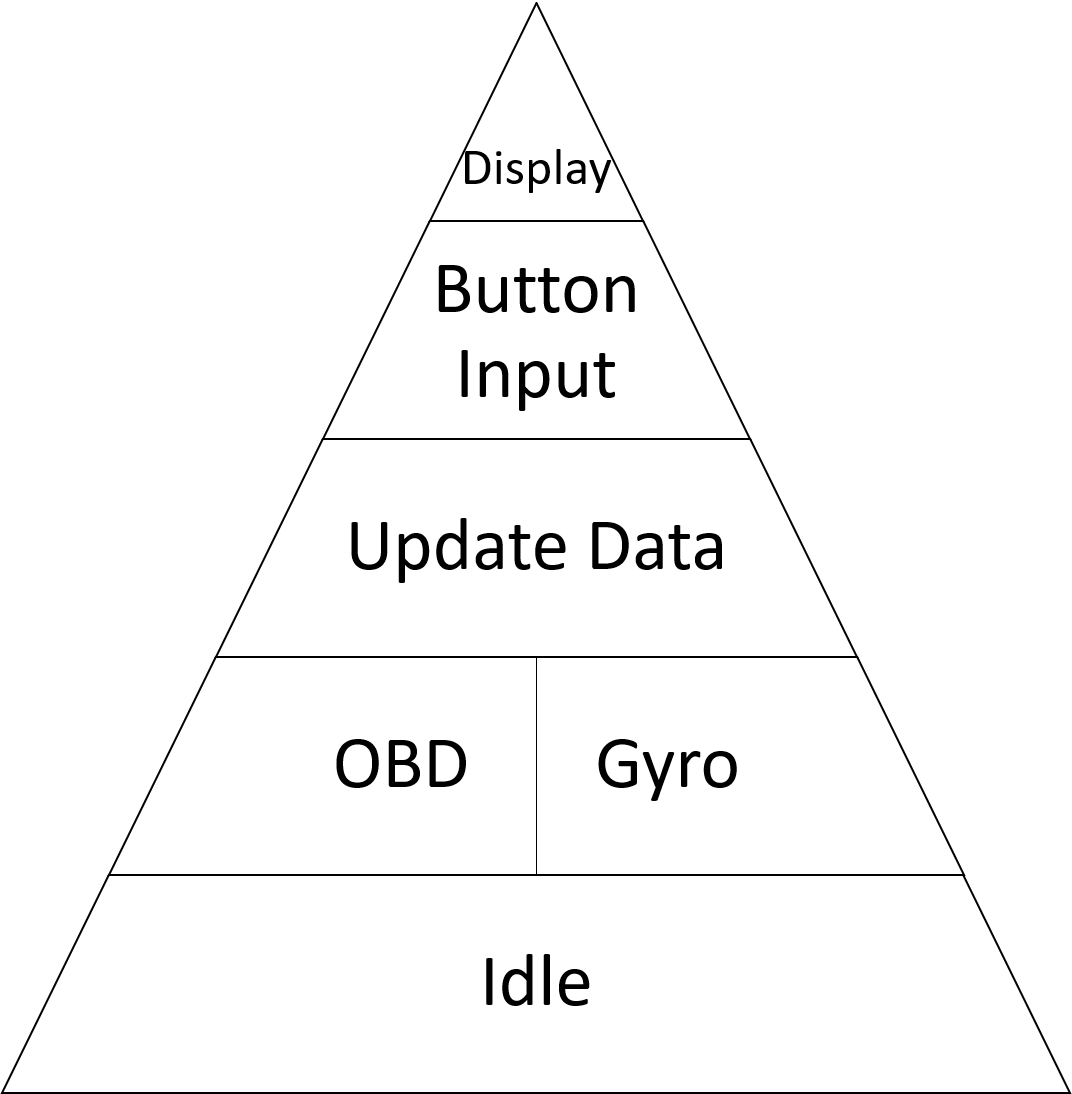 Display
Button
Input
Update Data
OBD Gyro
Idle